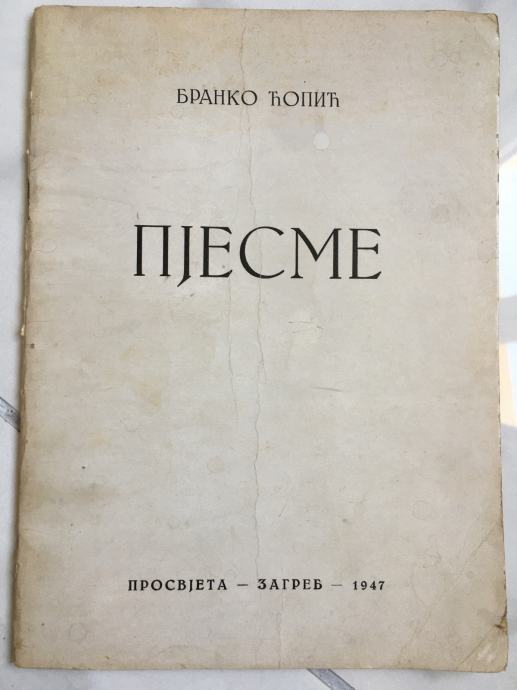 БРАНКО ЋОПИЋ
ПЈЕСМЕ
ПРОСВЈЕТА — ЗАГРЕБ — 1947